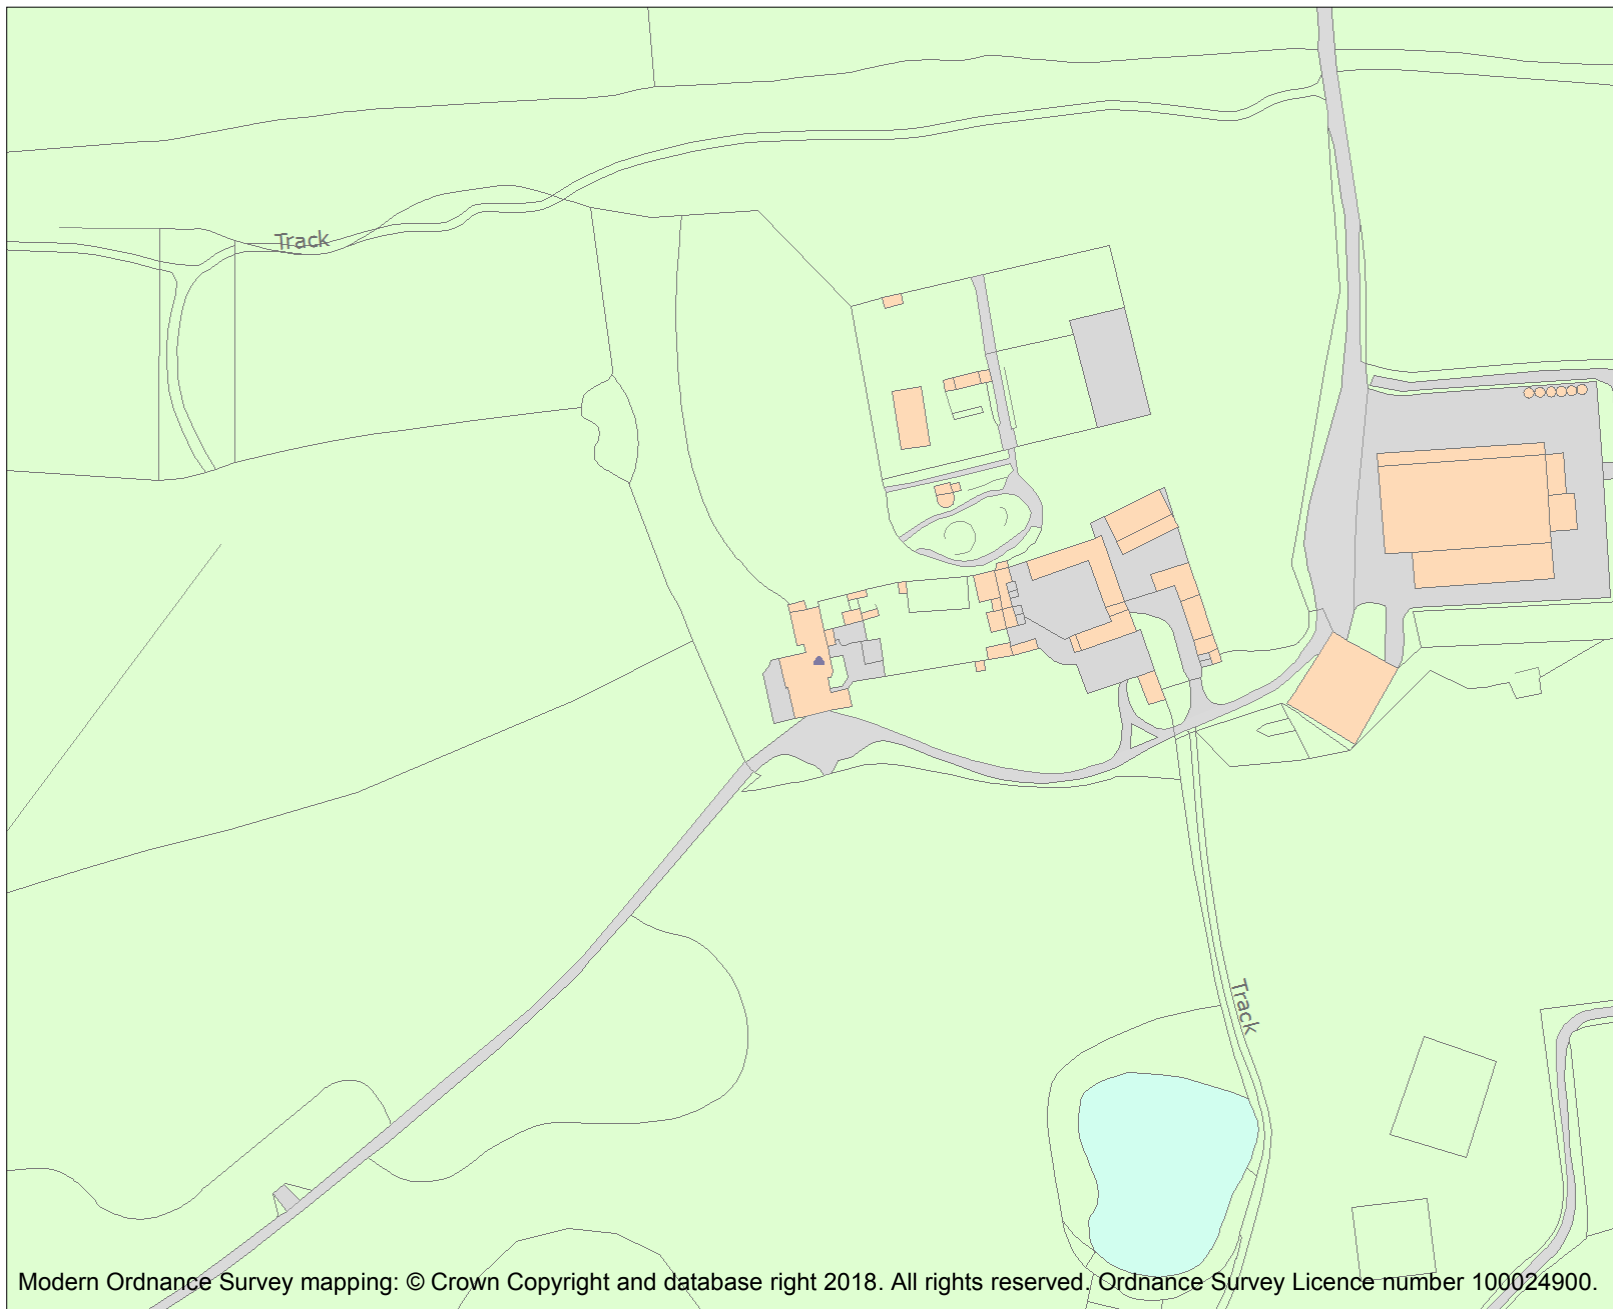 Track
Track
Modern Ordnance Survey mapping: © Crown Copyright and database right 2018. All rights reserved. Ordnance Survey Licence number 100024900.